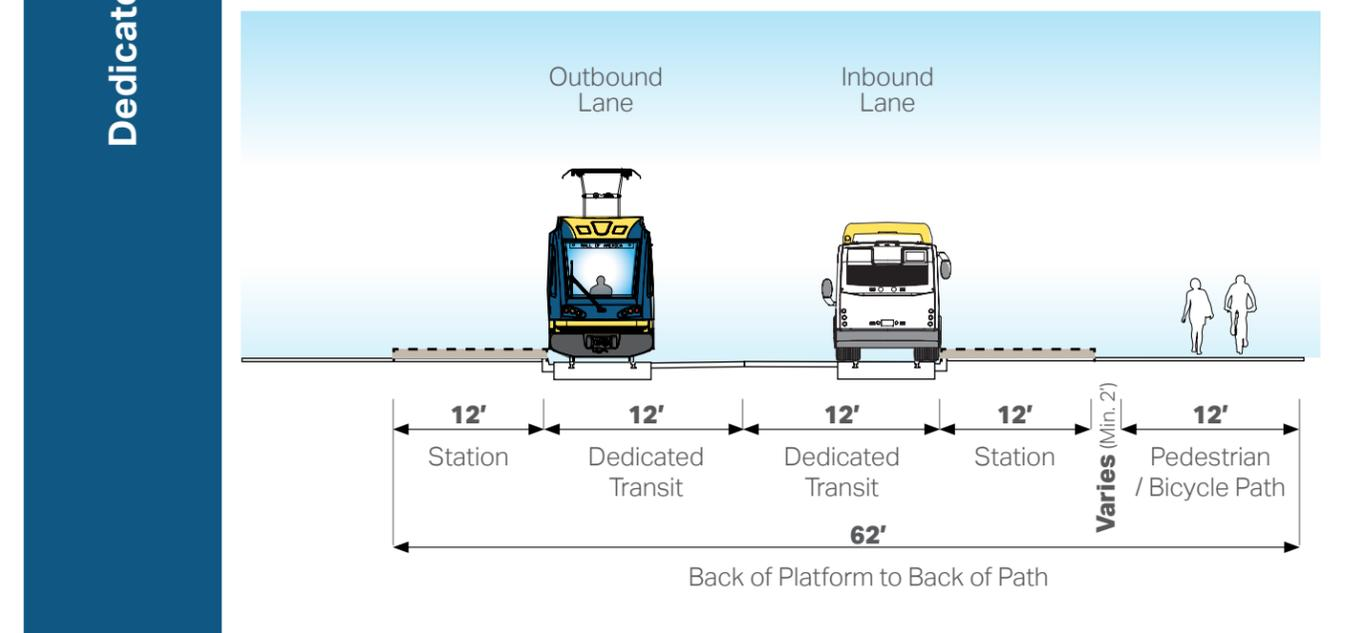 Dedicat
Outbound
Lane
Inbound
Lane
12′
12′
12′
12′
Varies (Min. 2′)
12′
Station
Dedicated
Transit
Dedicated
Transit
Station
Pedestrian
/ Bicycle Path
62′
Back of Platform to Back of Path